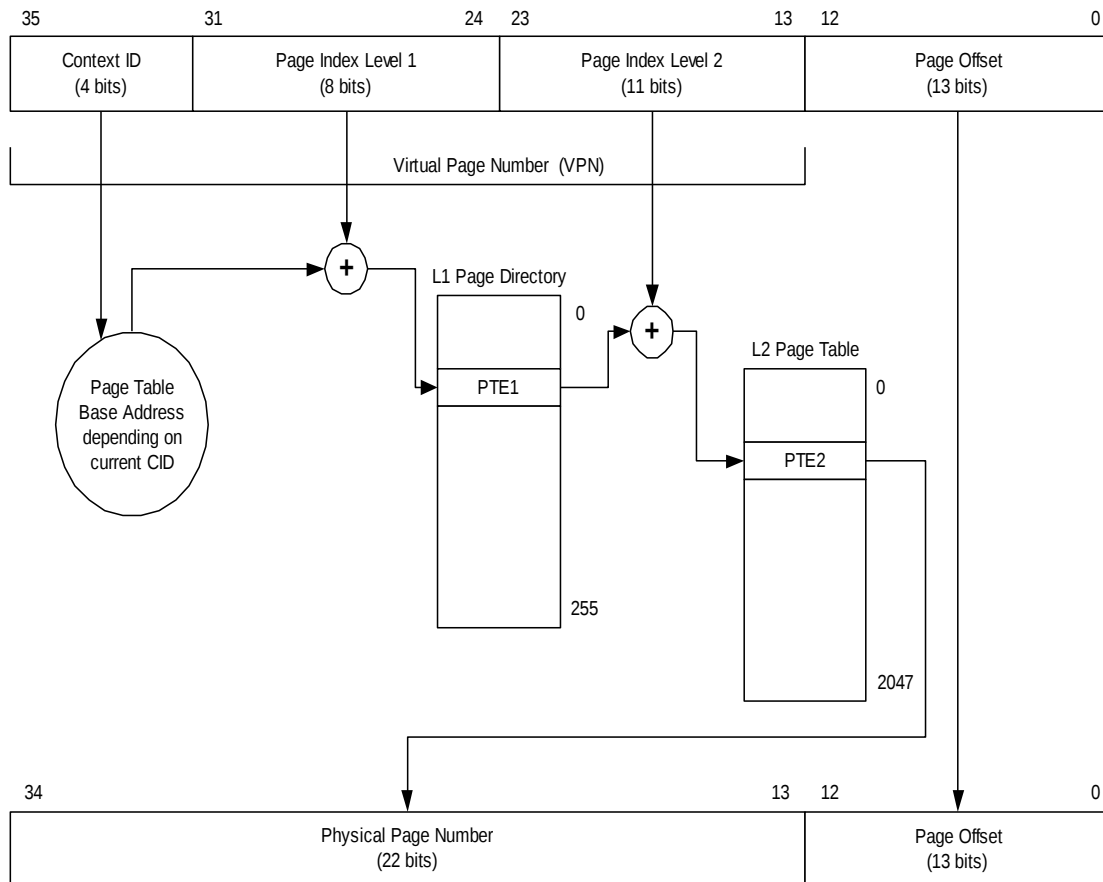 35 31 24 23 13 12 0
Context ID Page Index Level 1 Page Index Level 2 Page Offset
(4 bits) (8 bits) (11 bits) (13 bits)
Virtual Page Number (VPN)
+
L1 Page Directory
0
+
L2 Page Table
Page Table
Base Address
depending on
current CID
PTE1
0
PTE2
255
2047
34 13 12 0
Physical Page Number Page Offset
(22 bits) (13 bits)